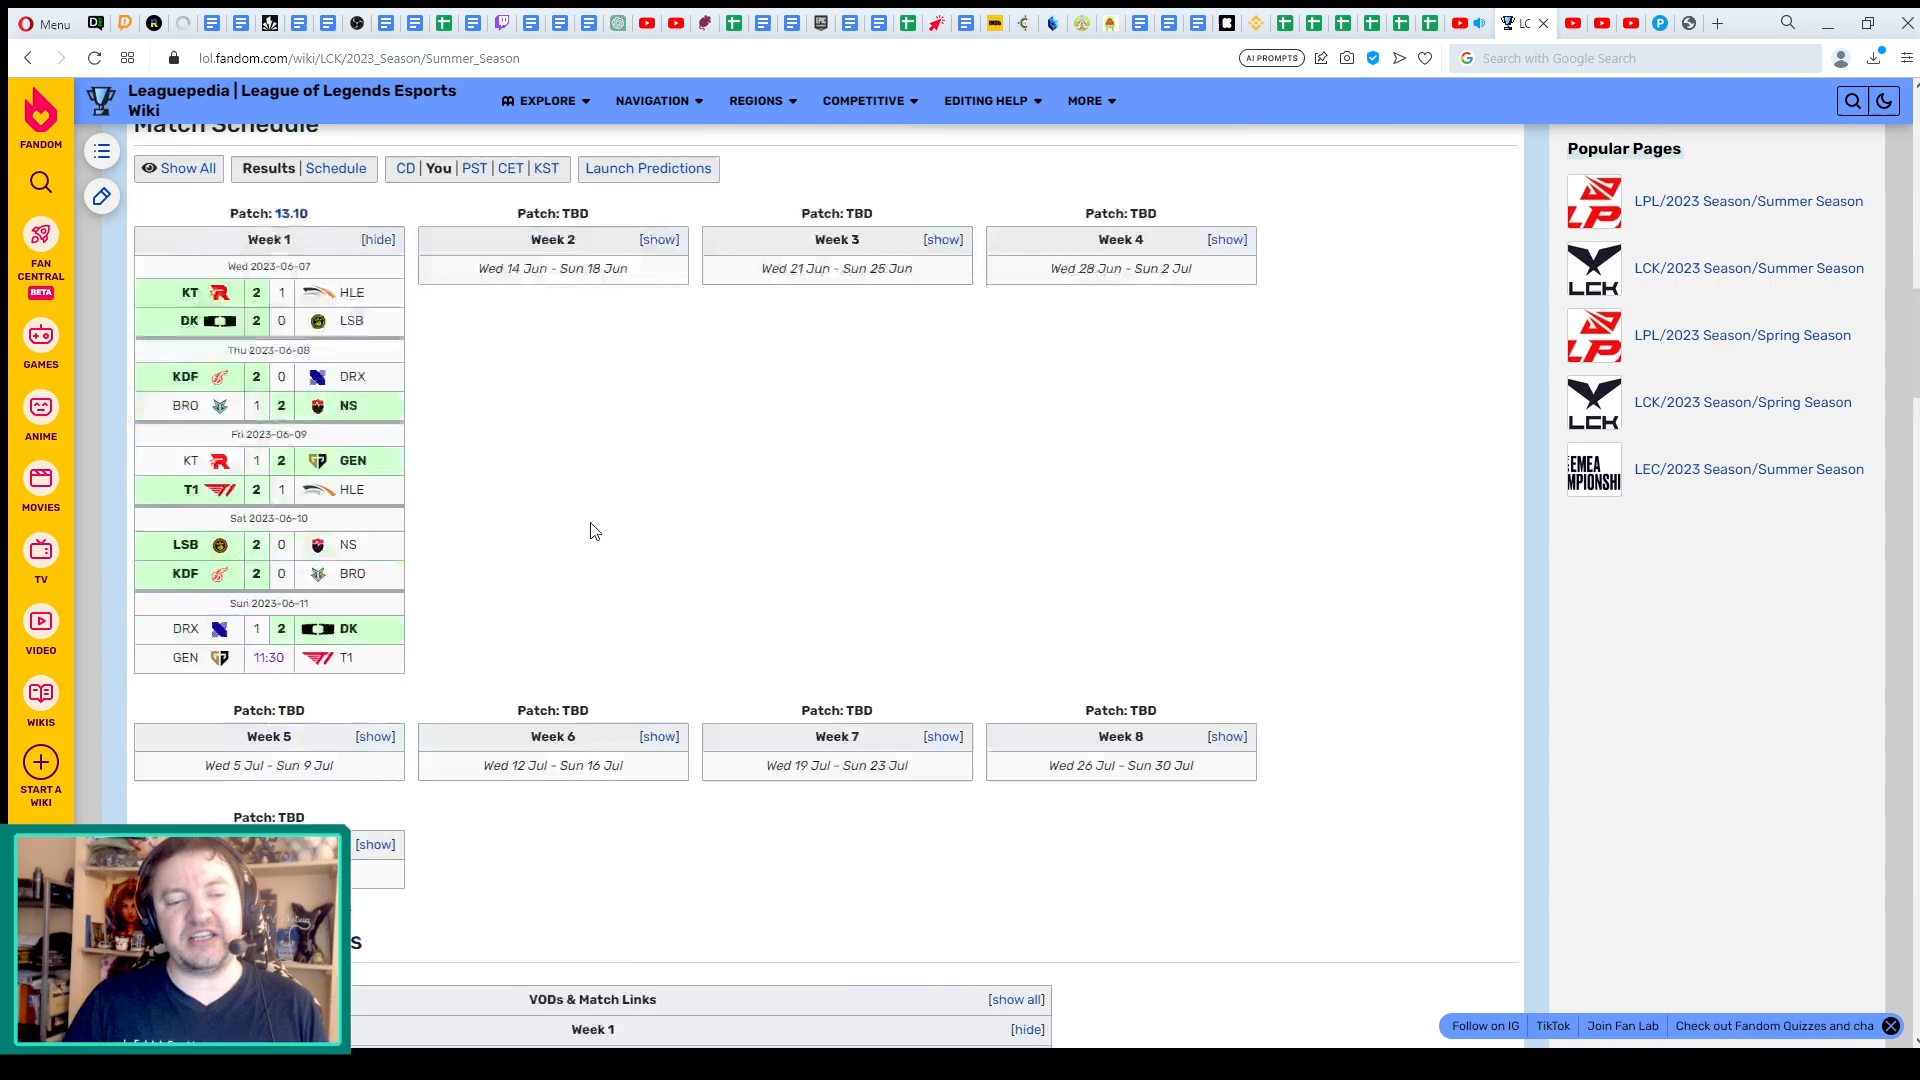 Menu
LC
lol.fandom.com/wiki/LCK/2023_Season/Summer_Season
AI PROMPTS
Search with Google Search
FANDOM
Leaguepedia | League of Legends Esports
Wiki
EXPLORE
NAVIGATION
REGIONS
COMPETITIVE
EDITING HELP
MORE
FAN
CENTRAL
BETA
GAMES
ANIME
MOVIES
TV
VIDEO
WIKIS
START A
WIKI
Match Schedule
Show All
Results | Schedule
CD | You | PST | CET | KST
Launch Predictions
Patch: 13.10
Week 1 [hide]
Wed 2023-06-07
KT 2 1 HLE
DK 2 0 LSB
Thu 2023-06-08
KDF 2 0 DRX
BRO 1 2 NS
Fri 2023-06-09
KT 1 2 GEN
T1 2 1 HLE
Sat 2023-06-10
LSB 2 0 NS
KDF 2 0 BRO
Sun 2023-06-11
DRX 1 2 DK
GEN 11:30 T1
Patch: TBD
Week 2 [show]
Wed 14 Jun - Sun 18 Jun
Patch: TBD
Week 3 [show]
Wed 21 Jun - Sun 25 Jun
Patch: TBD
Week 4 [show]
Wed 28 Jun - Sun 2 Jul
Patch: TBD
Week 5 [show]
Wed 5 Jul - Sun 9 Jul
Patch: TBD
Week 6 [show]
Wed 12 Jul - Sun 16 Jul
Patch: TBD
Week 7 [show]
Wed 19 Jul - Sun 23 Jul
Patch: TBD
Week 8 [show]
Wed 26 Jul - Sun 30 Jul
Patch: TBD
[show]
s
VODs & Match Links [show all]
Week 1 [hide]
Popular Pages
LPL/2023 Season/Summer Season
LCK
LCK/2023 Season/Summer Season
LPL/2023 Season/Spring Season
LCK
LCK/2023 Season/Spring Season
EMEA
MPIONSHI
LEC/2023 Season/Summer Season
Follow on IG
TikTok
Join Fan Lab
Check out Fandom Quizzes and cha